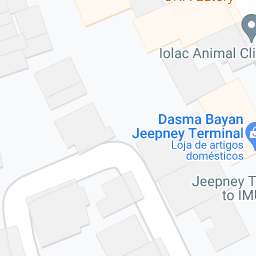 Iolac Animal Cli
Dasma Bayan
Jeepney Terminal
Loja de artigos
domésticos
Jeepney T
to IMU